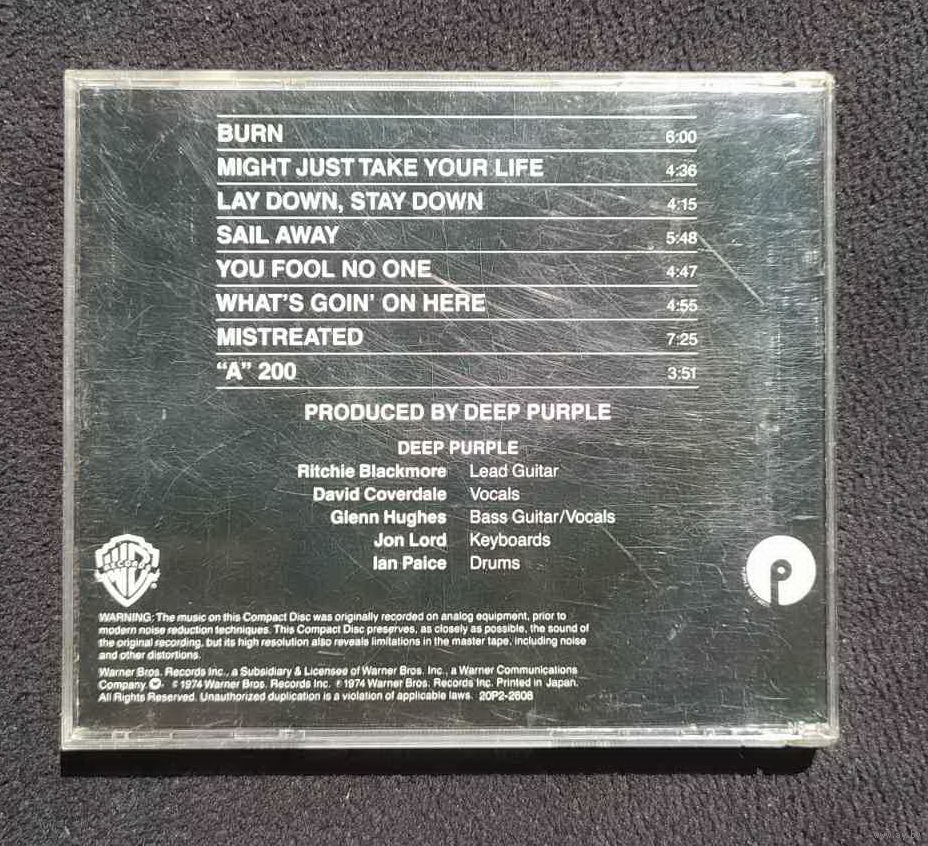 BURN 6:00
MIGHT JUST TAKE YOUR LIFE 4:36
LAY DOWN, STAY DOWN 4:15
SAIL AWAY 5:48
YOU FOOL NO ONE 4:47
WHAT'S GOIN' ON HERE 4:55
MISTREATED 7:25
“A” 200 3:51
PRODUCED BY DEEP PURPLE
DEEP PURPLE
Ritchie Blackmore Lead Guitar
David Coverdale Vocals
Glenn Hughes Bass Guitar/Vocals
Jon Lord Keyboards
Ian Paice Drums
RECORDS
WARNING: The music on this Compact Disc was originally recorded on analog equipment, prior to
modern noise reduction techniques. This Compact Disc preserves, as closely as possible, the sound of
the original recording, but its high resolution also reveals limitations in the master tape, including noise
and other distortions.
Warner Bros. Records Inc., a Subsidiary & Licensee of Warner Bros. Inc., a Warner Communications
Company. © 1974 Warner Bros. Records Inc. ℗ 1974 Warner Bros. Records Inc. Printed in Japan.
All Rights Reserved. Unauthorized duplication is a violation of applicable laws. 20P2-2608